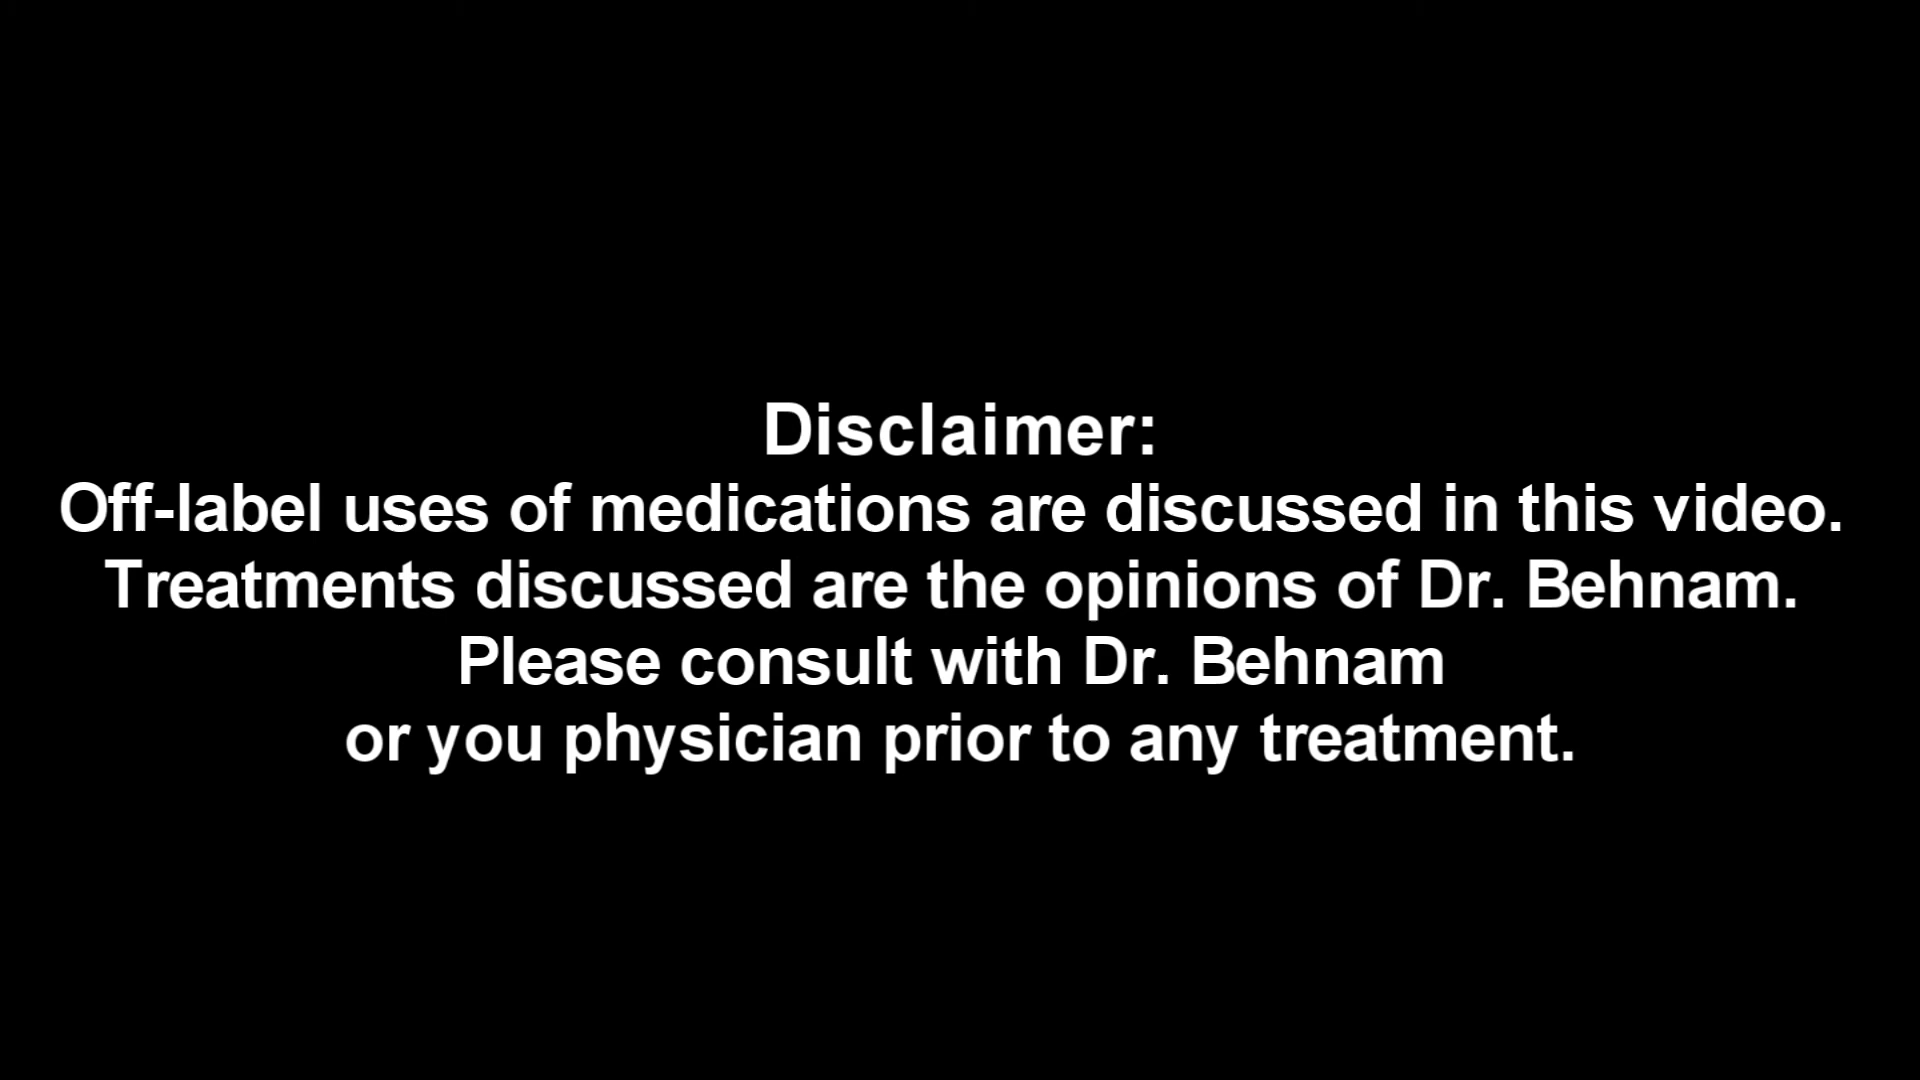 Disclaimer:
Off-label uses of medications are discussed in this video.
Treatments discussed are the opinions of Dr. Behnam.
Please consult with Dr. Behnam
or you physician prior to any treatment.